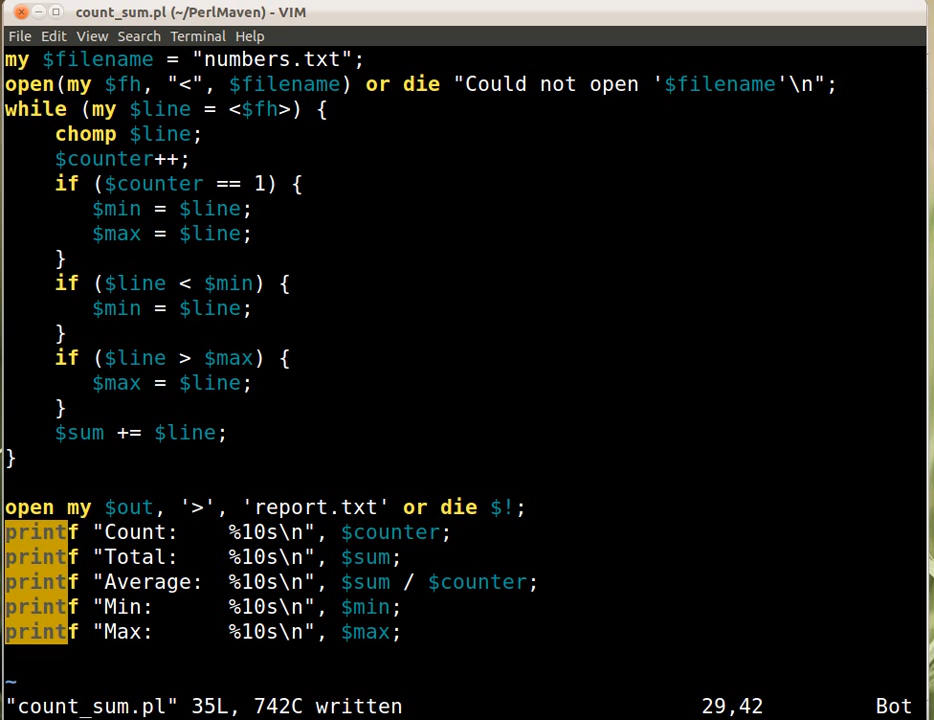 count_sum.pl (~/PerlMaven) - VIM
File Edit View Search Terminal Help
my $filename = "numbers.txt";
open(my $fh, "<", $filename) or die "Could not open '$filename'\n";
while (my $line = <$fh>) {
    chomp $line;
    $counter++;
    if ($counter == 1) {
       $min = $line;
       $max = $line;
    }
    if ($line < $min) {
       $min = $line;
    }
    if ($line > $max) {
       $max = $line;
    }
    $sum += $line;
}

open my $out, '>', 'report.txt' or die $!;
printf "Count:    %10s\n", $counter;
printf "Total:    %10s\n", $sum;
printf "Average:  %10s\n", $sum / $counter;
printf "Min:      %10s\n", $min;
printf "Max:      %10s\n", $max;

~
"count_sum.pl" 35L, 742C written                        29,42         Bot